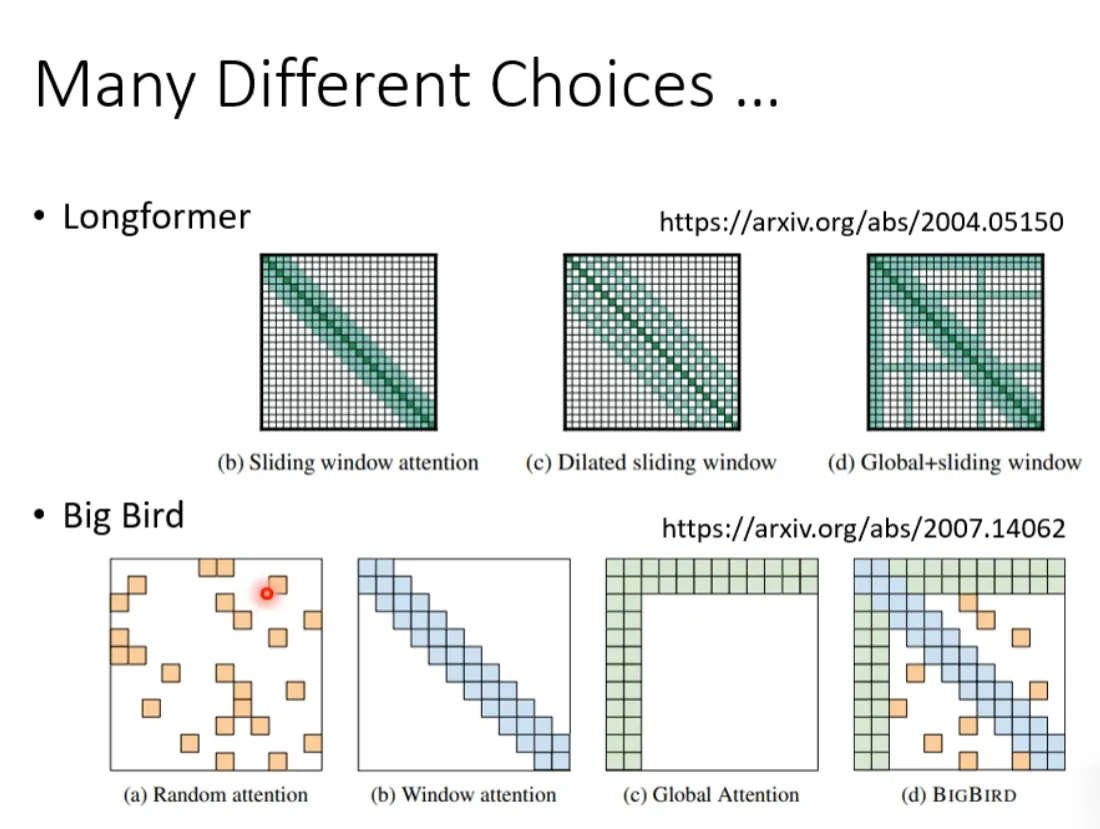 Many Different Choices ...
• Longformer
https://arxiv.org/abs/2004.05150
(b) Sliding window attention
(c) Dilated sliding window
(d) Global+sliding window
• Big Bird
https://arxiv.org/abs/2007.14062
(a) Random attention
(b) Window attention
(c) Global Attention
(d) BIGBIRD